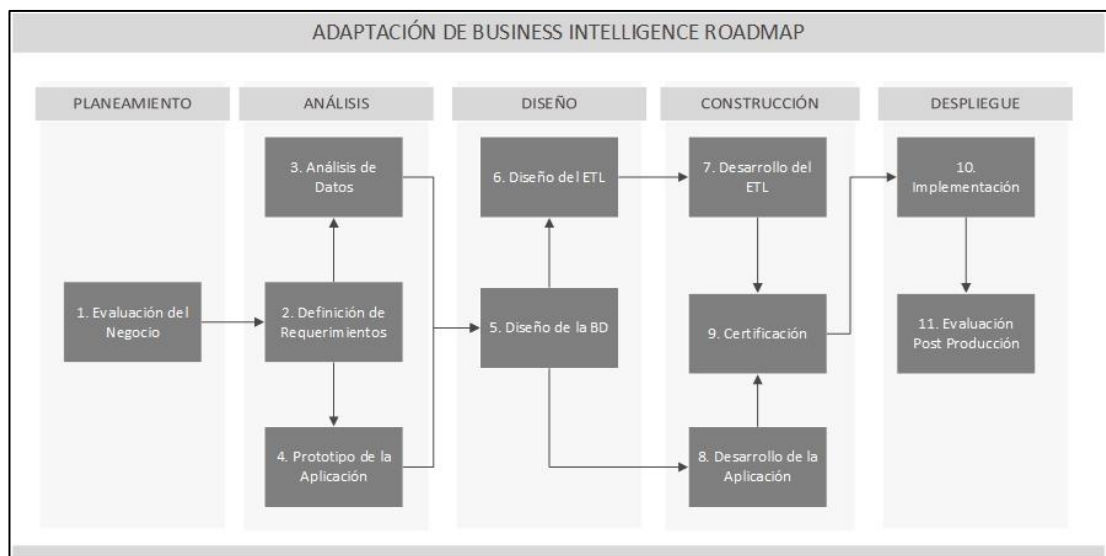 ADAPTACIÓN DE BUSINESS INTELLIGENCE ROADMAP
PLANEAMIENTO
ANÁLISIS
DISEÑO
CONSTRUCCIÓN
DESPLIEGUE
1. Evaluación del
Negocio
2. Definición de
Requerimientos
3. Análisis de
Datos
4. Prototipo de la
Aplicación
5. Diseño de la BD
6. Diseño del ETL
7. Desarrollo del
ETL
8. Desarrollo de la
Aplicación
9. Certificación
10.
Implementación
11. Evaluación
Post Producción